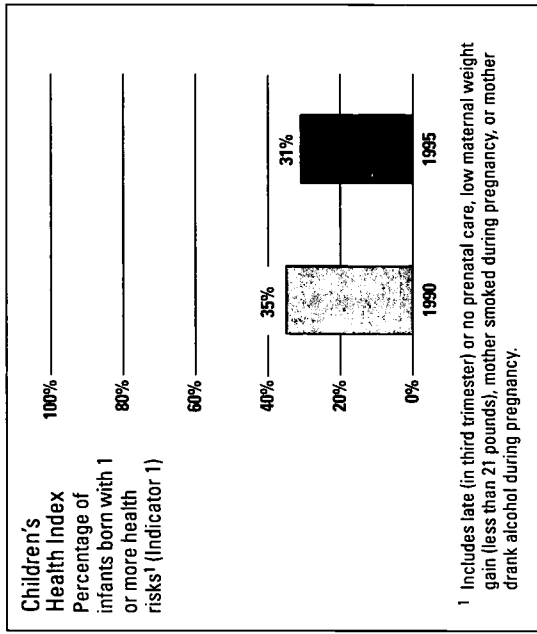 Children's
Health Index
Percentage of
infants born with 1
or more health
risks¹ (Indicator 1)
100%
80%
60%
40%
20%
0%
35%
31%
1990
1995
¹ Includes late (in third trimester) or no prenatal care, low maternal weight
gain (less than 21 pounds), mother smoked during pregnancy, or mother
drank alcohol during pregnancy.